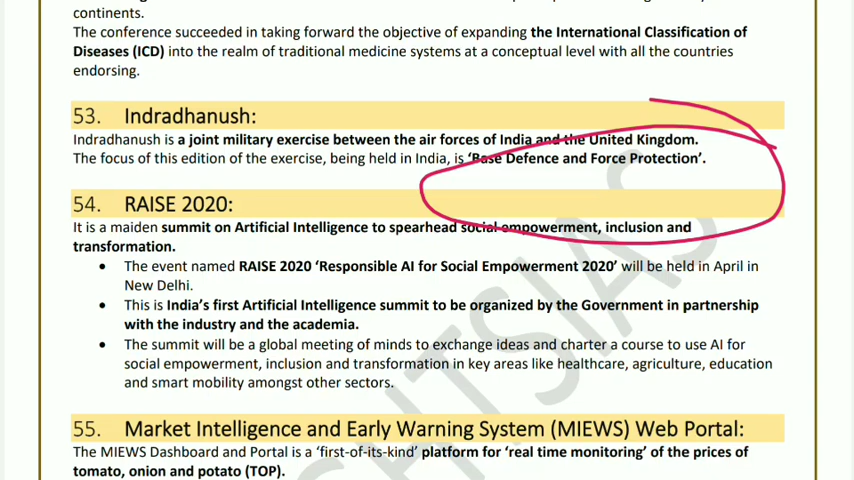 continents.
The conference succeeded in taking forward the objective of expanding the International Classification of
Diseases (ICD) into the realm of traditional medicine systems at a conceptual level with all the countries
endorsing.
53. Indradhanush:
Indradhanush is a joint military exercise between the air forces of India and the United Kingdom.
The focus of this edition of the exercise, being held in India, is ‘Base Defence and Force Protection’.
54. RAISE 2020:
It is a maiden summit on Artificial Intelligence to spearhead social empowerment, inclusion and
transformation.
• The event named RAISE 2020 ‘Responsible AI for Social Empowerment 2020’ will be held in April in
New Delhi.
• This is India’s first Artificial Intelligence summit to be organized by the Government in partnership
with the industry and the academia.
• The summit will be a global meeting of minds to exchange ideas and charter a course to use AI for
social empowerment, inclusion and transformation in key areas like healthcare, agriculture, education
and smart mobility amongst other sectors.
55. Market Intelligence and Early Warning System (MIEWS) Web Portal:
The MIEWS Dashboard and Portal is a ‘first-of-its-kind’ platform for ‘real time monitoring’ of the prices of
tomato, onion and potato (TOP).